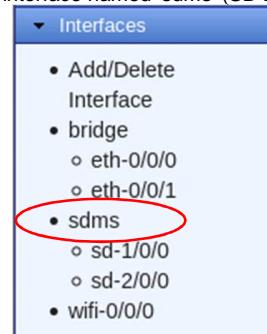 Interfaces
Add/Delete
Interface
bridge
eth-0/0/0
eth-0/0/1
sdms
sd-1/0/0
sd-2/0/0
wifi-0/0/0